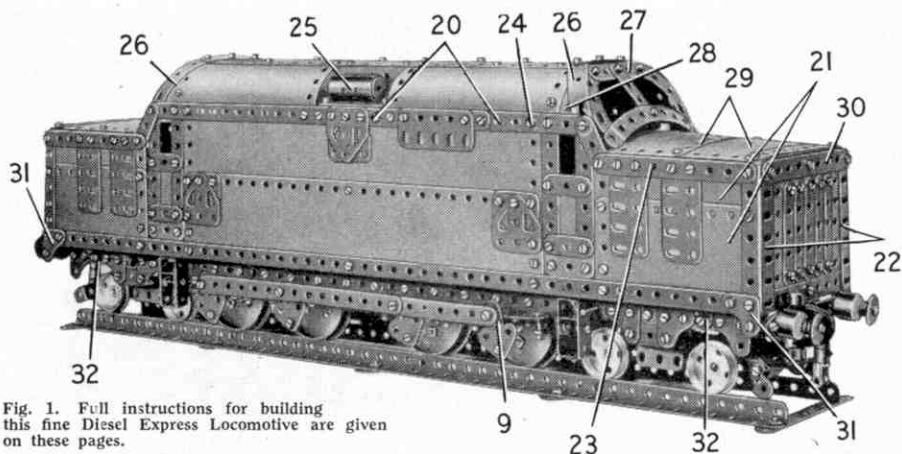 26 25 20 24 26 27 28 21 29 30
31
22
32 9 23 32 31
Fig. 1. Full instructions for building
this fine Diesel Express Locomotive are given
on these pages.